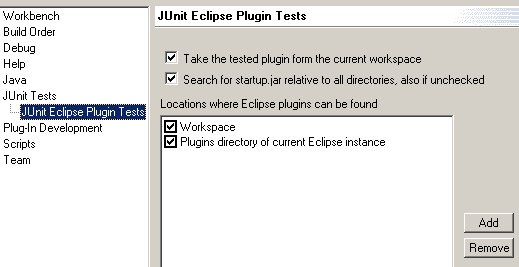 Workbench
Build Order
Debug
Help
Java
JUnit Tests
JUnit Eclipse Plugin Tests
Plug-In Development
Scripts
Team
JUnit Eclipse Plugin Tests
Take the tested plugin form the current workspace
Search for startup.jar relative to all directories, also if unchecked
Locations where Eclipse plugins can be found
Workspace
Plugins directory of current Eclipse instance
Add
Remove